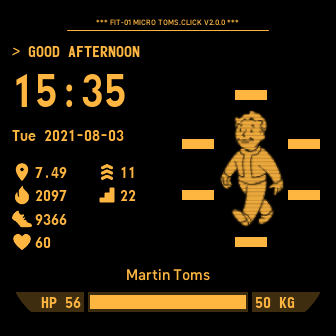 *** FIT-01 MICRO TOMS.CLICK V2.0.0 ***
> GOOD AFTERNOON
15:35
Tue 2021-08-03
7.49 11
2097 22
9366
60
Martin Toms
HP 56 50 KG